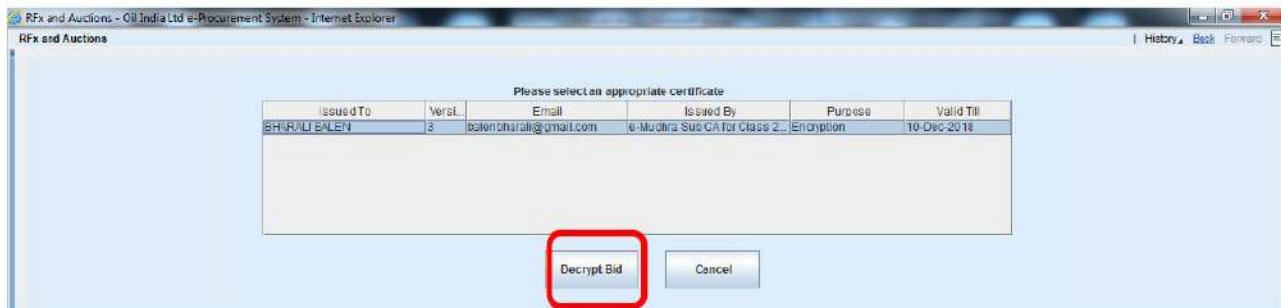 RFx and Auctions - Oil India Ltd e-Procurement System - Internet Explorer
RFx and Auctions | History Back Forward
Please select an appropriate certificate
Issued To Versi... Email Issued By Purpose Valid Till
BHARALI BALEN 3 balenbharali@gmail.com e-Mudhra Sub CA for Class 2... Encryption 10-Dec-2018
Decrypt Bid Cancel